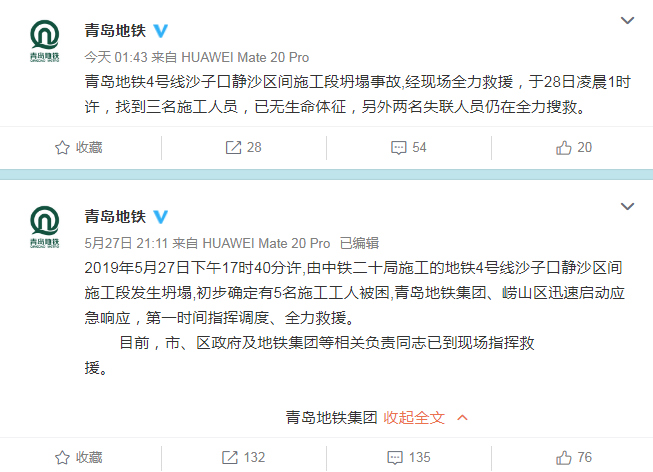 青岛地铁
今天 01:43 来自 HUAWEI Mate 20 Pro
青岛地铁4号线沙子口静沙区间施工段坍塌事故,经现场全力救援，于28日凌晨1时
许，找到三名施工人员，已无生命体征，另外两名失联人员仍在全力搜救。
收藏 28 54 20
青岛地铁
5月27日 21:11 来自 HUAWEI Mate 20 Pro 已编辑
2019年5月27日下午17时40分许,由中铁二十局施工的地铁4号线沙子口静沙区间
施工段发生坍塌,初步确定有5名施工工人被困,青岛地铁集团、崂山区迅速启动应
急响应，第一时间指挥调度、全力救援。
目前，市、区政府及地铁集团等相关负责同志已到现场指挥救
援。
青岛地铁集团 收起全文
收藏 132 135 76
青岛地铁
青岛地铁